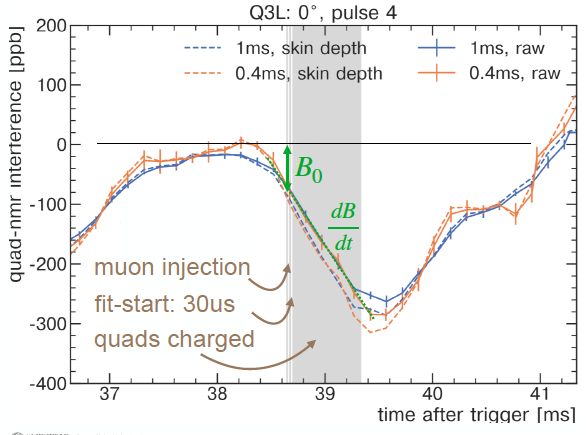 Q3L: 0°, pulse 4
quad-nmr interference [ppb]
200
100
0
-100
-200
-300
-400
1ms, skin depth
0.4ms, skin depth
1ms, raw
0.4ms, raw
B0
dB
dt
muon injection
fit-start: 30us
quads charged
37
38
39
40
41
time after trigger [ms]